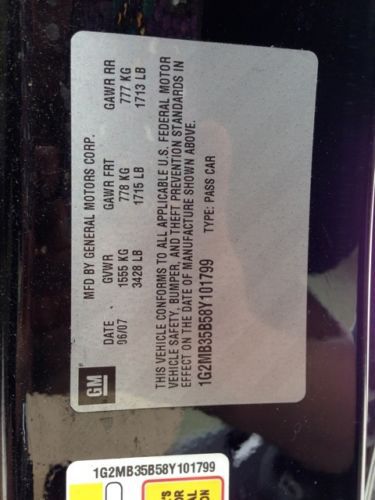 GM
MFD BY GENERAL MOTORS CORP.
DATE GVWR GAWR FRT GAWR RR
06/07 1555 KG 778 KG 777 KG
3428 LB 1715 LB 1713 LB
THIS VEHICLE CONFORMS TO ALL APPLICABLE U.S. FEDERAL MOTOR
VEHICLE SAFETY, BUMPER, AND THEFT PREVENTION STANDARDS IN
EFFECT ON THE DATE OF MANUFACTURE SHOWN ABOVE.
1G2MB35B58Y101799 TYPE: PASS CAR
1G2MB35B58Y101799